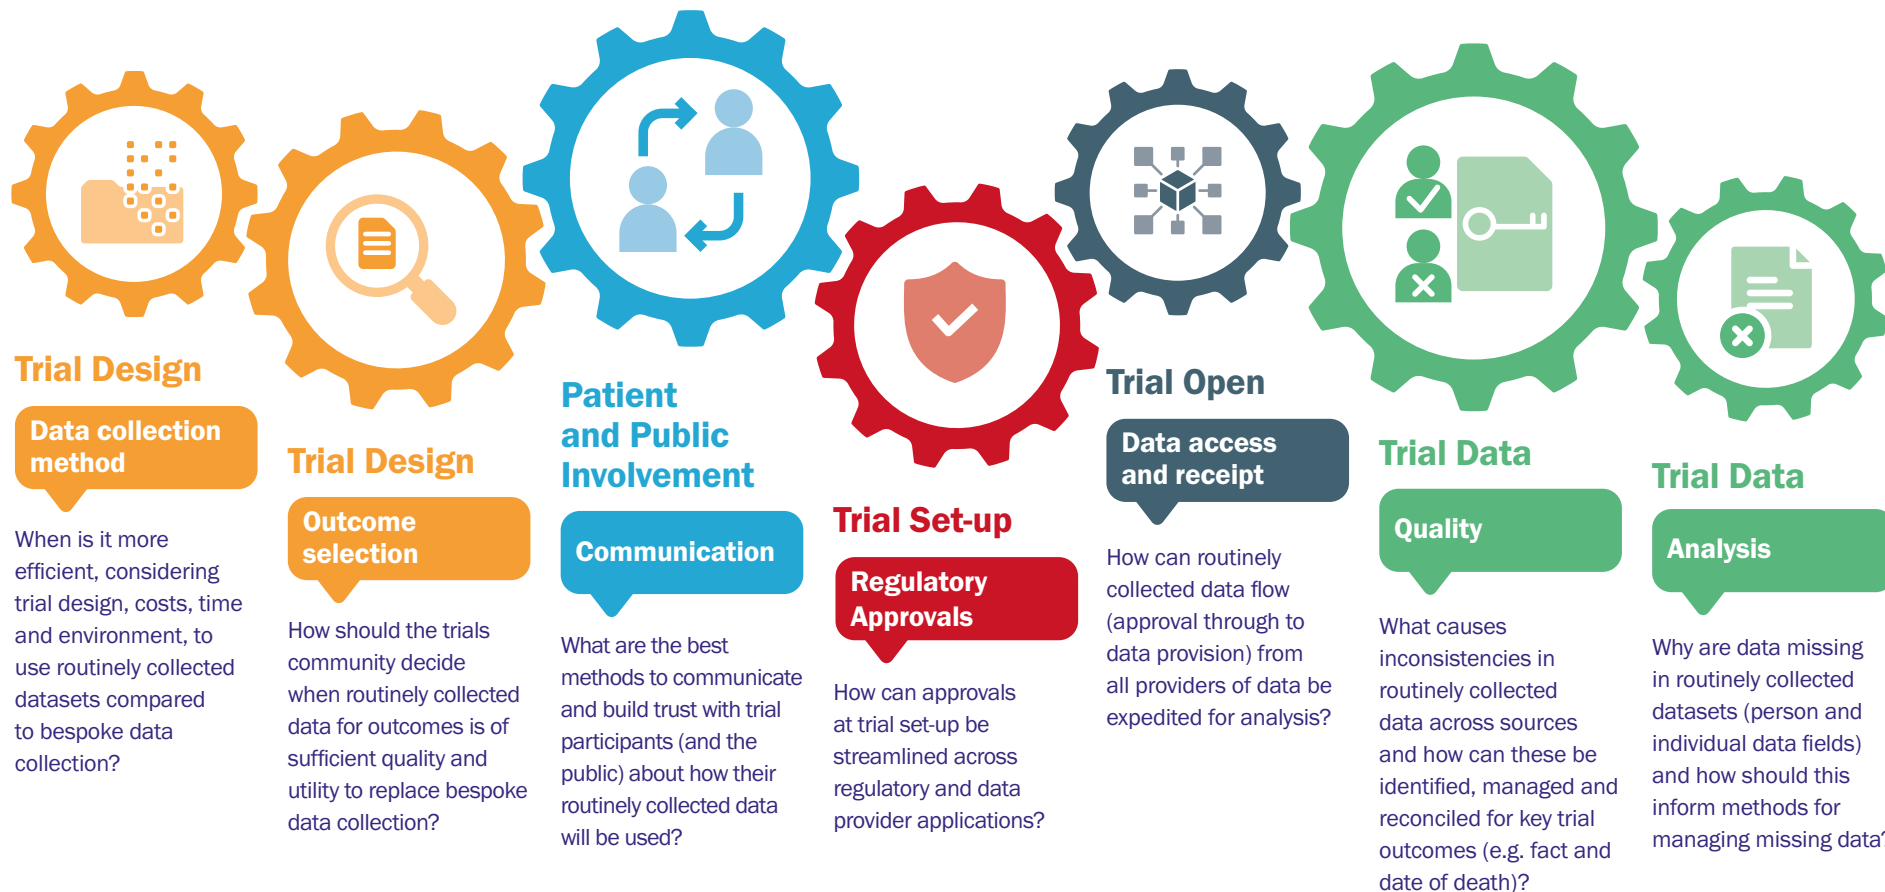 Trial Design
Data collection
method
When is it more
efficient, considering
trial design, costs, time
and environment, to
use routinely collected
datasets compared
to bespoke data
collection?
Trial Design
Outcome
selection
How should the trials
community decide
when routinely collected
data for outcomes is of
sufficient quality and
utility to replace bespoke
data collection?
Patient
and Public
Involvement
Communication
What are the best
methods to communicate
and build trust with trial
participants (and the
public) about how their
routinely collected data
will be used?
Trial Set-up
Regulatory
Approvals
How can approvals
at trial set-up be
streamlined across
regulatory and data
provider applications?
Trial Open
Data access
and receipt
How can routinely
collected data flow
(approval through to
data provision) from
all providers of data be
expedited for analysis?
Trial Data
Quality
What causes
inconsistencies in
routinely collected
data across sources
and how can these be
identified, managed and
reconciled for key trial
outcomes (e.g. fact and
date of death)?
Trial Data
Analysis
Why are data missing
in routinely collected
datasets (person and
individual data fields)
and how should this
inform methods for
managing missing data?